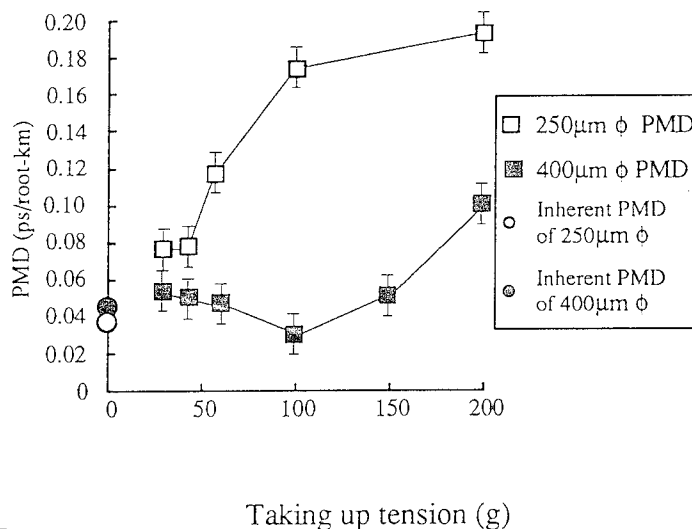 0.20
0.18
0.16
0.14
0.12
0.10
0.08
0.06
0.04
0.02
0
PMD (ps/root-km)
0
50
100
150
200
Taking up tension (g)
250μm ϕ PMD
400μm ϕ PMD
Inherent PMD
of 250μm ϕ
Inherent PMD
of 400μm ϕ